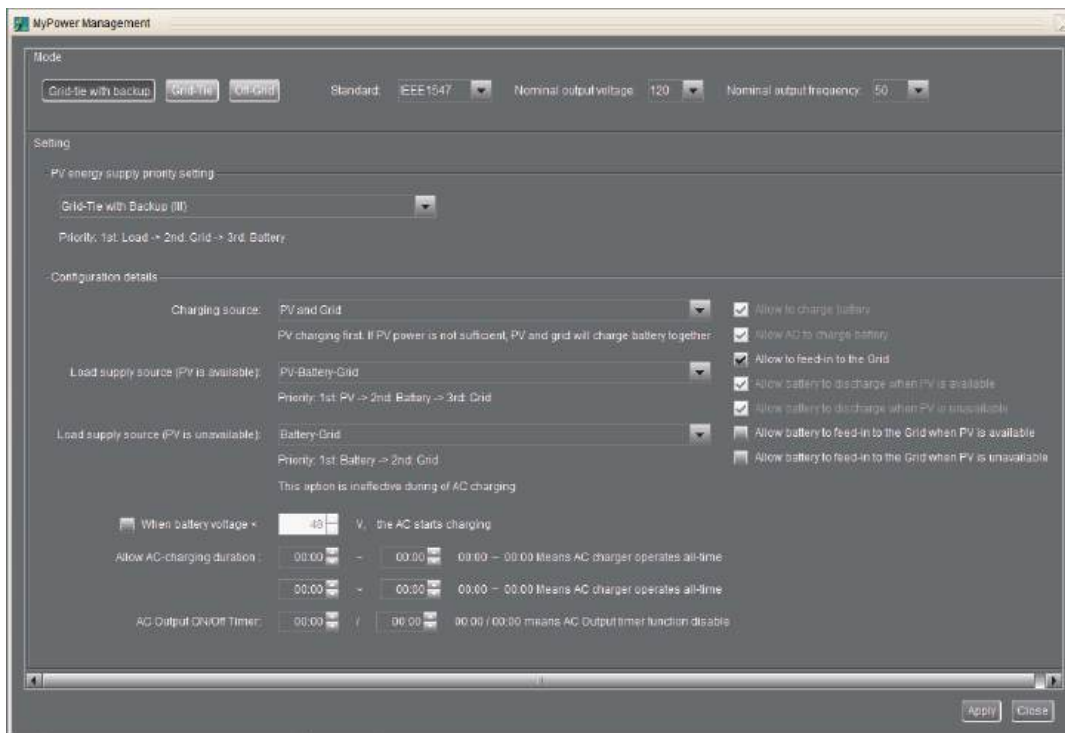 MyPower Management
Mode
Grid-tie with backup Grid-Tie Off-Grid Standard: IEEE1547 Nominal output voltage 120 Nominal output frequency: 50
Setting
PV energy supply priority setting
Grid-Tie with Backup (III)
Priority: 1st: Load -> 2nd: Grid -> 3rd: Battery
Configuration details
Charging source: PV and Grid Allow to charge battery
PV charging first. If PV power is not sufficient, PV and grid will charge battery together Allow AC to charge battery
Allow to feed-in to the Grid
Load supply source (PV is available): PV-Battery-Grid Allow battery to discharge when PV is available
Priority: 1st: PV -> 2nd: Battery -> 3rd: Grid Allow battery to discharge when PV is unavailable
Load supply source (PV is unavailable): Battery-Grid Allow battery to feed-in to the Grid when PV is available
Priority: 1st: Battery -> 2nd: Grid Allow battery to feed-in to the Grid when PV is unavailable
This option is ineffective during of AC charging
When battery voltage < 48 V, the AC starts charging
Allow AC-charging duration : 00:00 ~ 00:00 00:00 ~ 00:00 Means AC charger operates all-time
00:00 ~ 00:00 00:00 ~ 00:00 Means AC charger operates all-time
AC Output ON/Off Timer: 00:00 / 00:00 00:00 / 00:00 means AC Output timer function disable
Apply Close